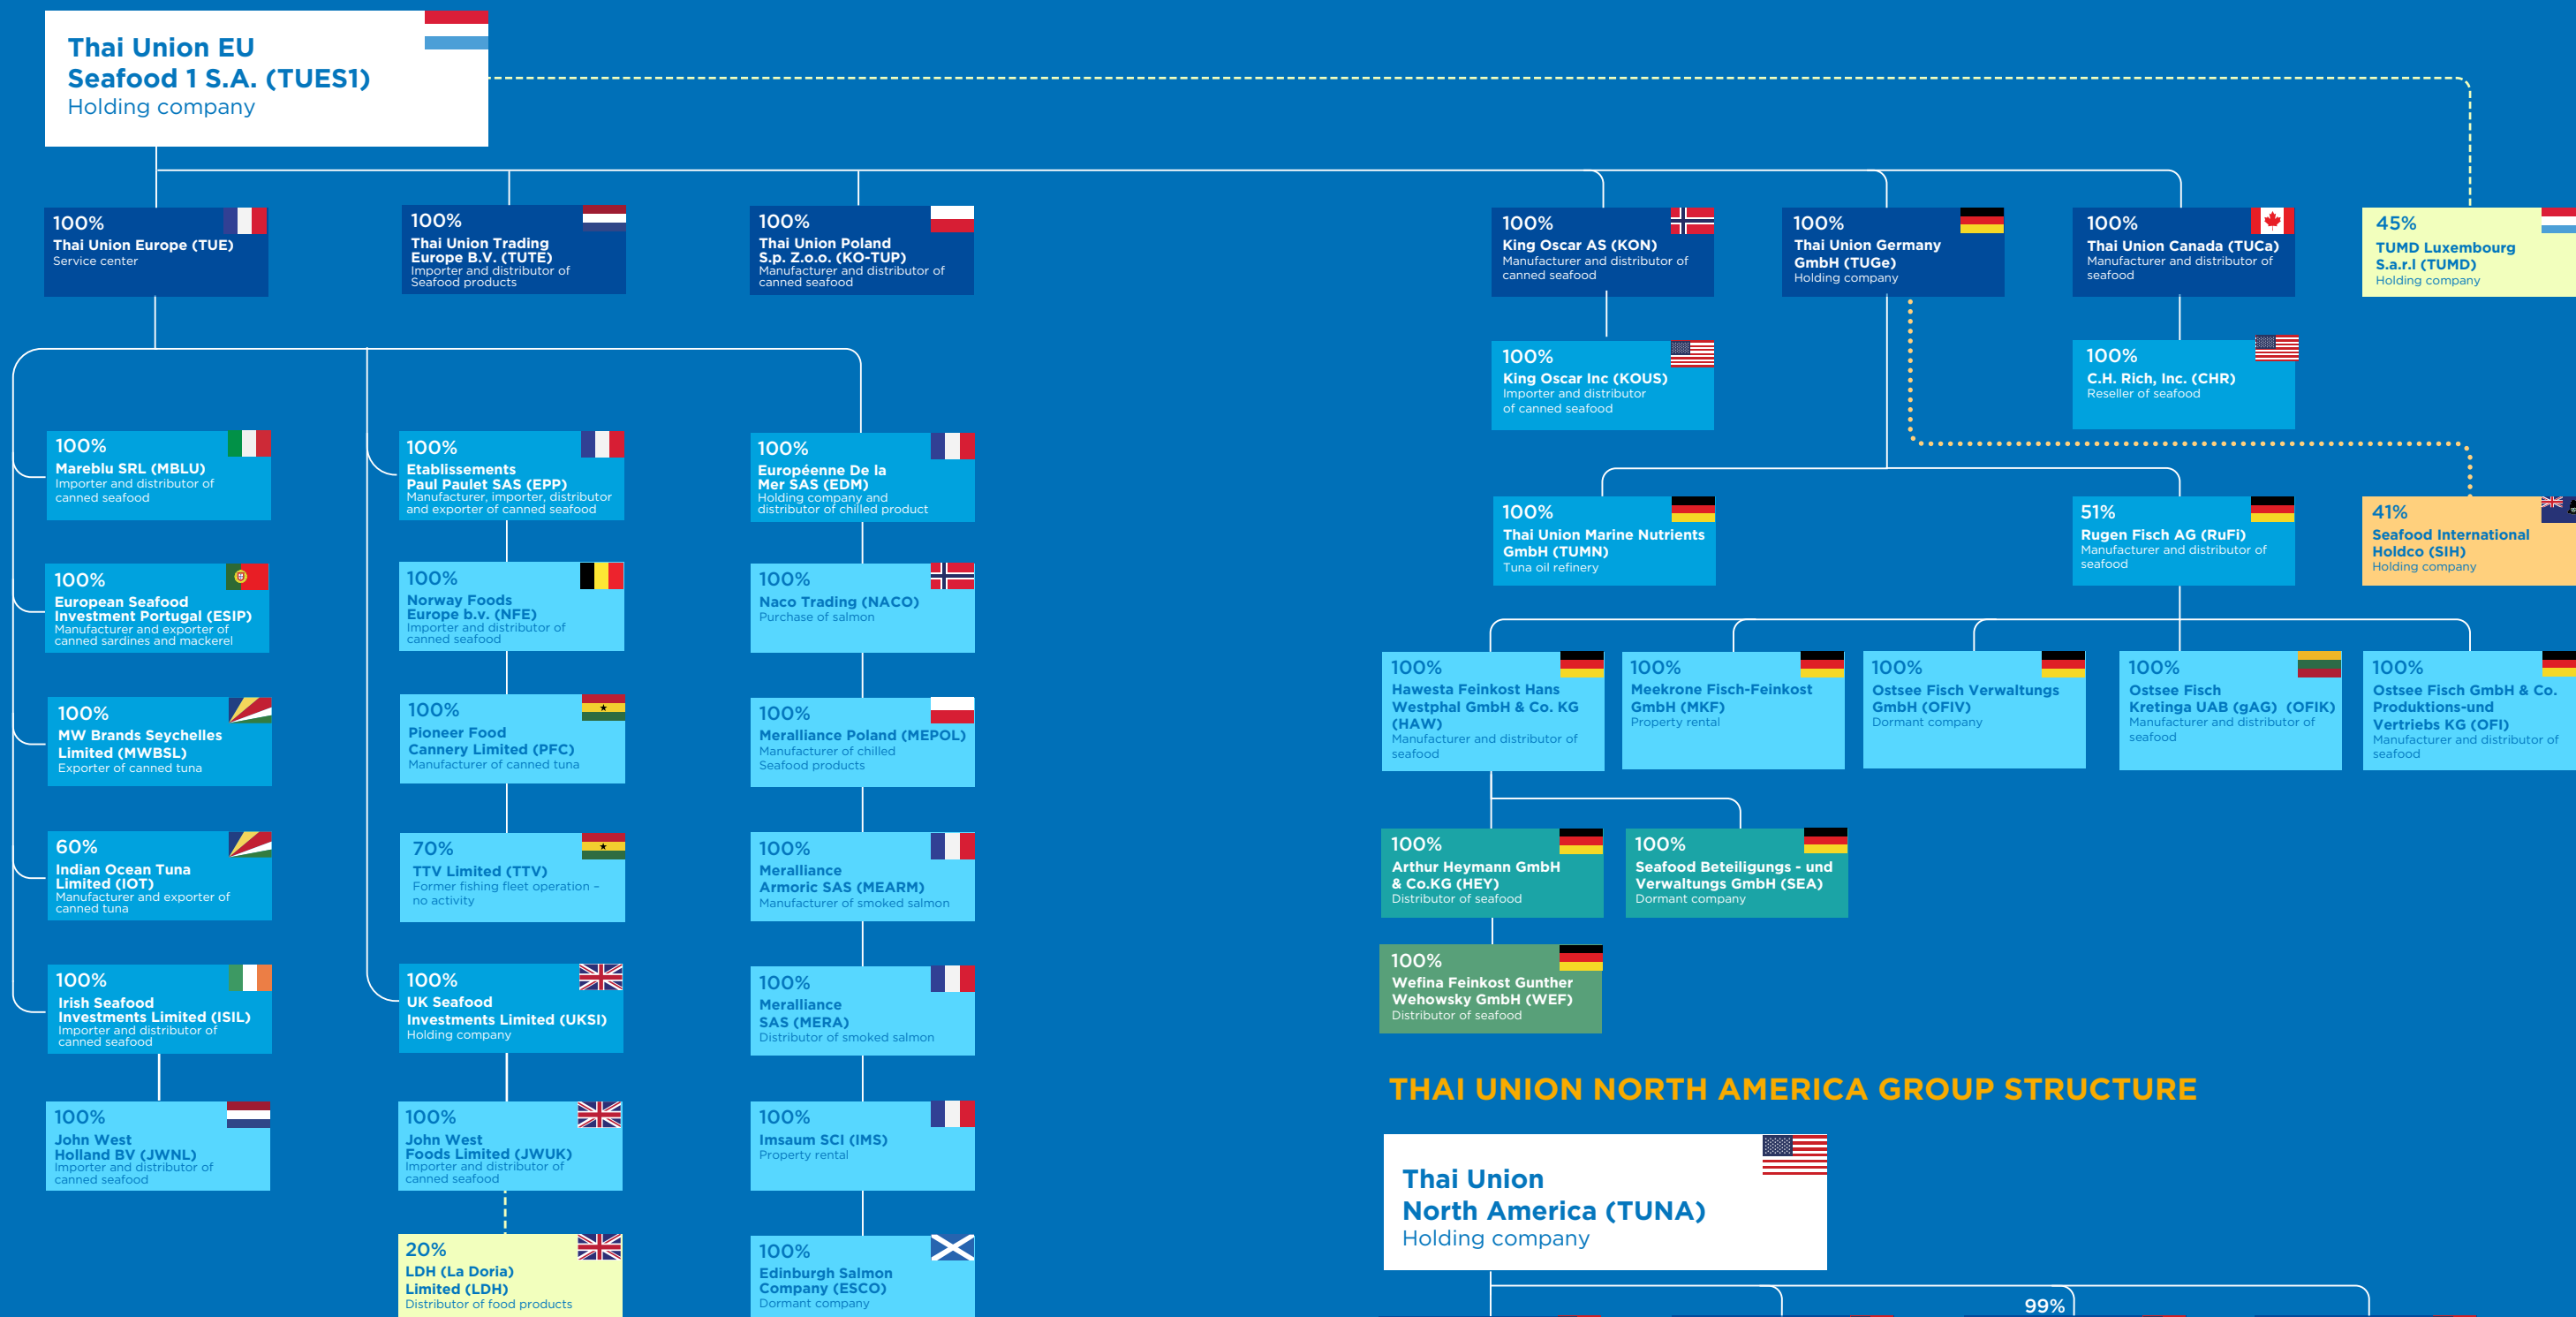 Thai Union EU
Seafood 1 S.A. (TUES1)
Holding company
100%
Thai Union Europe (TUE)
Service center
100%
Thai Union Trading
Europe B.V. (TUTE)
Importer and distributor of
Seafood products
100%
Thai Union Poland
S.p. Z.o.o. (KO-TUP)
Manufacturer and distributor of
canned seafood
100%
King Oscar AS (KON)
Manufacturer and distributor of
canned seafood
100%
Thai Union Germany
GmbH (TUGe)
Holding company
100%
Thai Union Canada (TUCa)
Manufacturer and distributor of
seafood
45%
TUMD Luxembourg
S.a.r.l (TUMD)
Holding company
100%
King Oscar Inc (KOUS)
Importer and distributor
of canned seafood
100%
C.H. Rich, Inc. (CHR)
Reseller of seafood
100%
Mareblu SRL (MBLU)
Importer and distributor of
canned seafood
100%
Etablissements
Paul Paulet SAS (EPP)
Manufacturer, importer, distributor
and exporter of canned seafood
100%
Européenne De la
Mer SAS (EDM)
Holding company and
distributor of chilled product
100%
Thai Union Marine Nutrients
GmbH (TUMN)
Tuna oil refinery
51%
Rugen Fisch AG (RuFi)
Manufacturer and distributor of
seafood
41%
Seafood International
Holdco (SIH)
Holding company
100%
European Seafood
Investment Portugal (ESIP)
Manufacturer and exporter of
canned sardines and mackerel
100%
Norway Foods
Europe b.v. (NFE)
Importer and distributor of
canned seafood
100%
Naco Trading (NACO)
Purchase of salmon
100%
Hawesta Feinkost Hans
Westphal GmbH & Co. KG
(HAW)
Manufacturer and distributor of
seafood
100%
Meekrone Fisch-Feinkost
GmbH (MKF)
Property rental
100%
Ostsee Fisch Verwaltungs
GmbH (OFIV)
Dormant company
100%
Ostsee Fisch
Kretinga UAB (gAG) (OFIK)
Manufacturer and distributor of
seafood
100%
Ostsee Fisch GmbH & Co.
Produktions-und
Vertriebs KG (OFI)
Manufacturer and distributor of
seafood
100%
MW Brands Seychelles
Limited (MWBSL)
Exporter of canned tuna
100%
Pioneer Food
Cannery Limited (PFC)
Manufacturer of canned tuna
100%
Meralliance Poland (MEPOL)
Manufacturer of chilled
Seafood products
60%
Indian Ocean Tuna
Limited (IOT)
Manufacturer and exporter of
canned tuna
70%
TTV Limited (TTV)
Former fishing fleet operation –
no activity
100%
Meralliance
Armoric SAS (MEARM)
Manufacturer of smoked salmon
100%
Arthur Heymann GmbH
& Co.KG (HEY)
Distributor of seafood
100%
Seafood Beteiligungs - und
Verwaltungs GmbH (SEA)
Dormant company
100%
Irish Seafood
Investments Limited (ISIL)
Importer and distributor of
canned seafood
100%
UK Seafood
Investments Limited (UKSI)
Holding company
100%
Meralliance
SAS (MERA)
Distributor of smoked salmon
100%
Wefina Feinkost Gunther
Wehowsky GmbH (WEF)
Distributor of seafood
100%
John West
Holland BV (JWNL)
Importer and distributor of
canned seafood
100%
John West
Foods Limited (JWUK)
Importer and distributor of
canned seafood
100%
Imsaum SCI (IMS)
Property rental
THAI UNION NORTH AMERICA GROUP STRUCTURE
Thai Union
North America (TUNA)
Holding company
20%
LDH (La Doria)
Limited (LDH)
Distributor of food products
100%
Edinburgh Salmon
Company (ESCO)
Dormant company
99%